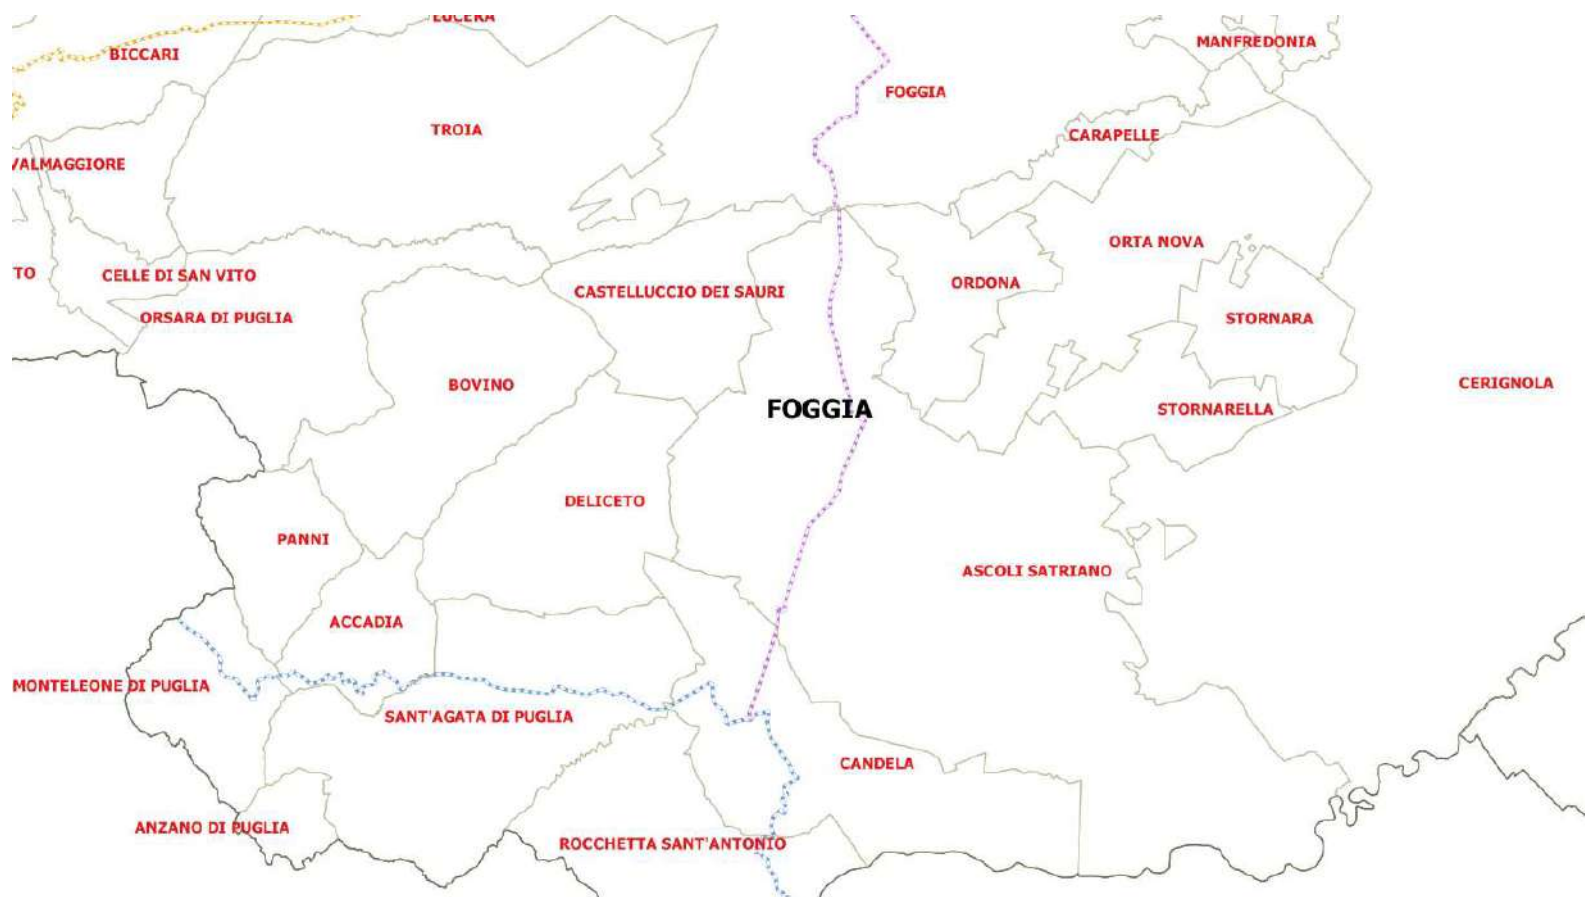 LUCERA
MANFREDONIA
BICCARI
FOGGIA
TROIA
CARAPELLE
VALMAGGIORE
ORTA NOVA
TO
CELLE DI SAN VITO
ORDONA
CASTELLUCCIO DEI SAURI
ORSARA DI PUGLIA
STORNARA
BOVINO
CERIGNOLA
FOGGIA
STORNARELLA
DELICETO
PANNI
ASCOLI SATRIANO
ACCADIA
MONTELEONE DI PUGLIA
SANT'AGATA DI PUGLIA
CANDELA
ANZANO DI PUGLIA
ROCCHETTA SANT'ANTONIO